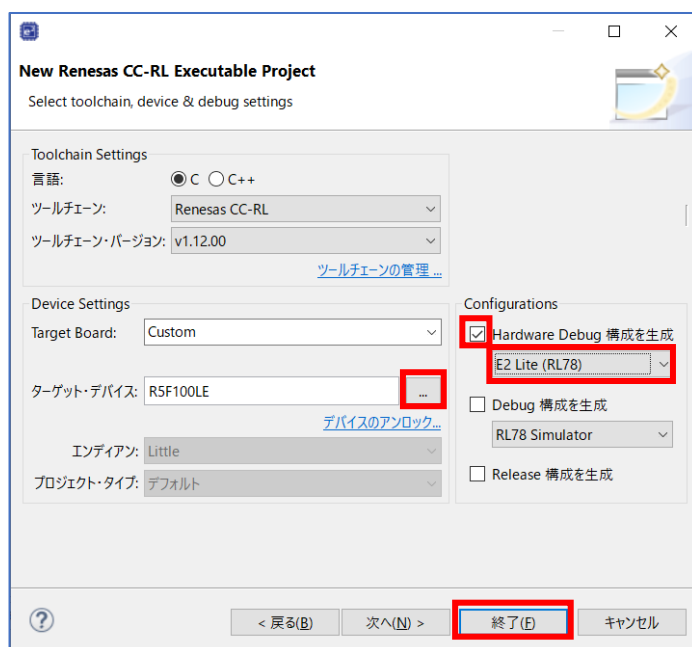 New Renesas CC-RL Executable Project
Select toolchain, device & debug settings
Toolchain Settings
言語: C C++
ツールチェーン: Renesas CC-RL
ツールチェーン・バージョン: v1.12.00
ツールチェーンの管理 ...
Device Settings
Target Board: Custom
ターゲット・デバイス: R5F100LE ...
デバイスのアンロック...
エンディアン: Little
プロジェクト・タイプ: デフォルト
Configurations
Hardware Debug 構成を生成
E2 Lite (RL78)
Debug 構成を生成
RL78 Simulator
Release 構成を生成
? < 戻る(B) 次へ(N) > 終了(F) キャンセル